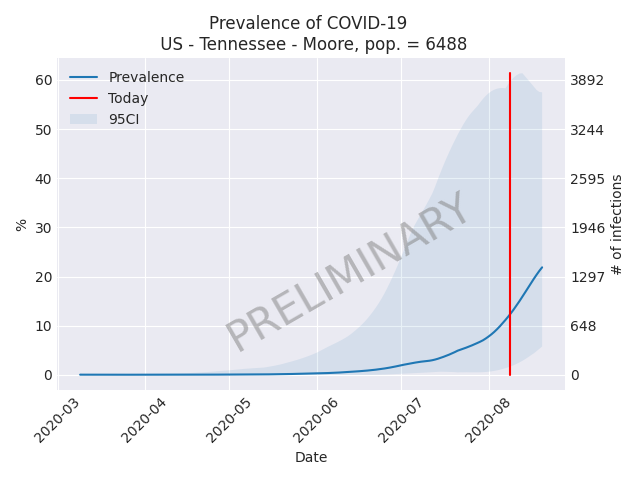 Prevalence of COVID-19
US - Tennessee - Moore, pop. = 6488
Prevalence
Today
95CI
PRELIMINARY
%
60
50
40
30
20
10
0
3892
3244
2595
1946
1297
648
0
# of infections
2020-03
2020-04
2020-05
2020-06
2020-07
2020-08
Date